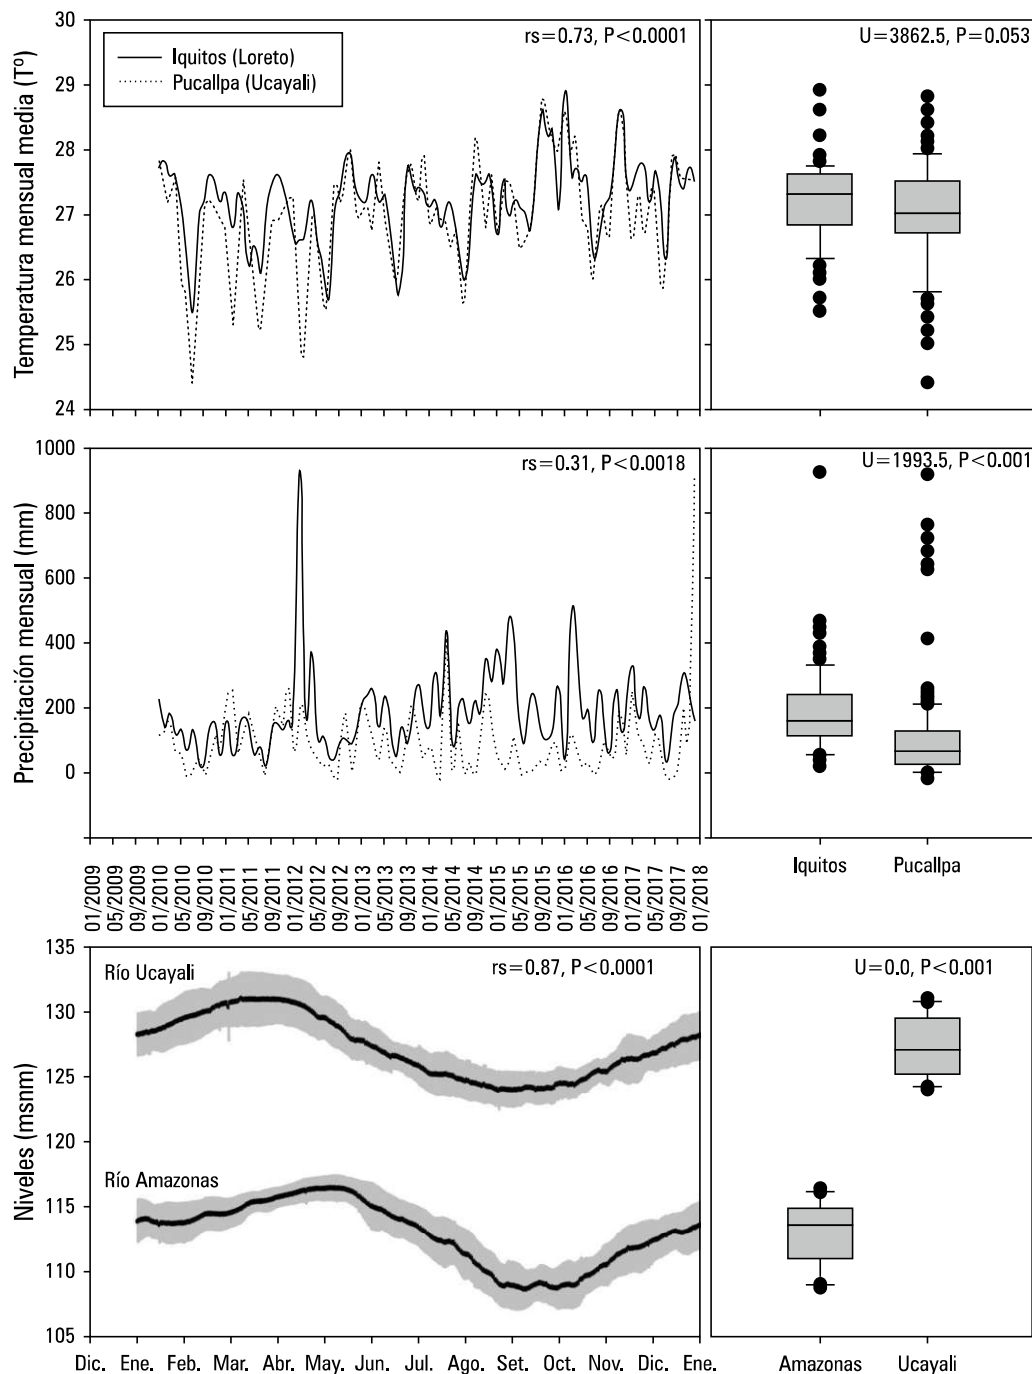 Temperatura mensual media (Tº)
30
29
28
27
26
25
24
Iquitos (Loreto)
Pucallpa (Ucayali)
rs=0.73, P<0.0001
U=3862.5, P=0.053
Precipitación mensual (mm)
1000
800
600
400
200
0
rs=0.31, P<0.0018
U=1993.5, P<0.001
01/2009
05/2009
09/2009
01/2010
05/2010
09/2010
01/2011
05/2011
09/2011
01/2012
05/2012
09/2012
01/2013
05/2013
09/2013
01/2014
05/2014
09/2014
01/2015
05/2015
09/2015
01/2016
05/2016
09/2016
01/2017
05/2017
09/2017
01/2018
Iquitos
Pucallpa
Niveles (msnm)
135
130
125
120
115
110
105
Río Ucayali
rs=0.87, P<0.0001
Río Amazonas
U=0.0, P<0.001
Dic. Ene. Feb. Mar. Abr. May. Jun. Jul. Ago. Set. Oct. Nov. Dic. Ene.
Amazonas
Ucayali